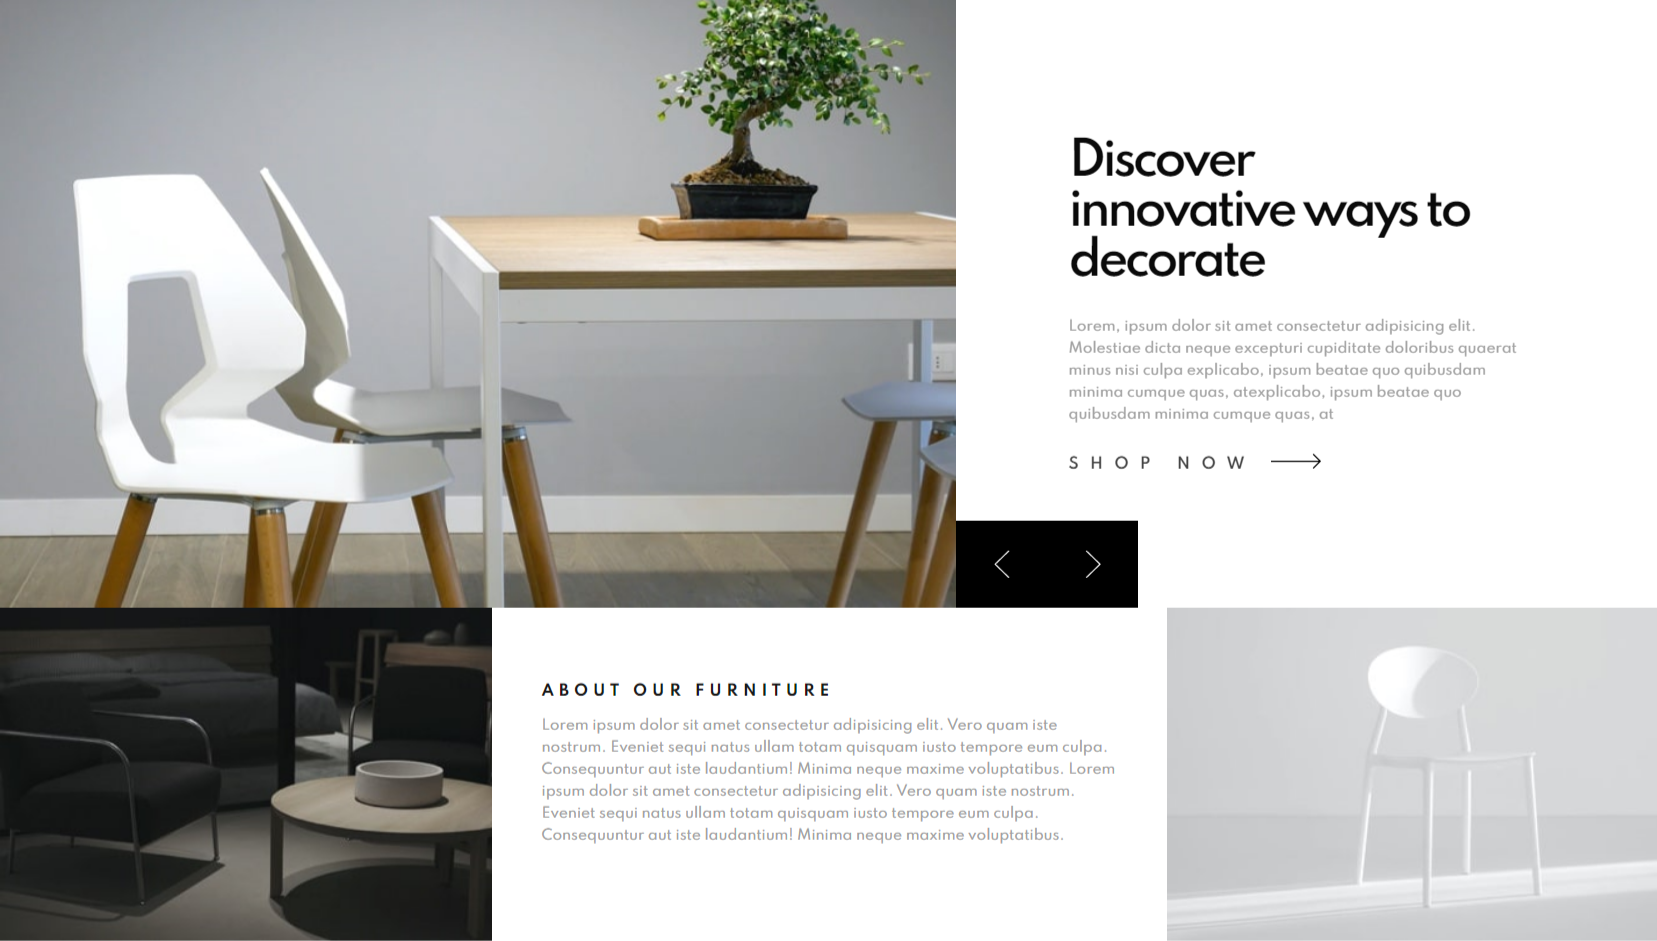 Discover
innovative ways to
decorate
Lorem, ipsum dolor sit amet consectetur adipisicing elit.
Molestiae dicta neque excepturi cupiditate doloribus quaerat
minus nisi culpa explicabo, ipsum beatae quo quibusdam
minima cumque quas, atexplicabo, ipsum beatae quo
quibusdam minima cumque quas, at
SHOP NOW
ABOUT OUR FURNITURE
Lorem ipsum dolor sit amet consectetur adipisicing elit. Vero quam iste
nostrum. Eveniet sequi natus ullam totam quisquam iusto tempore eum culpa.
Consequuntur aut iste laudantium! Minima neque maxime voluptatibus. Lorem
ipsum dolor sit amet consectetur adipisicing elit. Vero quam iste nostrum.
Eveniet sequi natus ullam totam quisquam iusto tempore eum culpa.
Consequuntur aut iste laudantium! Minima neque maxime voluptatibus.